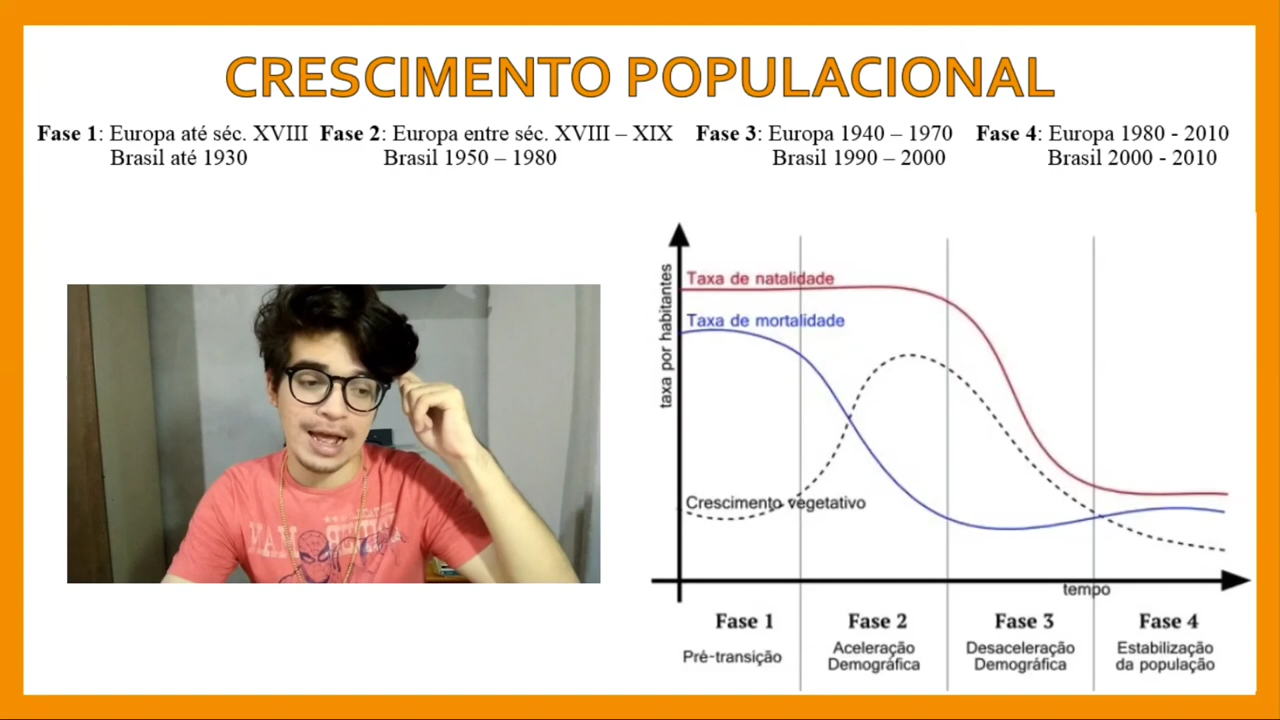 CRESCIMENTO POPULACIONAL
Fase 1: Europa até séc. XVIII
Brasil até 1930
Fase 2: Europa entre séc. XVIII – XIX
Brasil 1950 – 1980
Fase 3: Europa 1940 – 1970
Brasil 1990 – 2000
Fase 4: Europa 1980 - 2010
Brasil 2000 - 2010
taxa por habitantes
Taxa de natalidade
Taxa de mortalidade
Crescimento vegetativo
tempo
Fase 1
Pré-transição
Fase 2
Aceleração
Demográfica
Fase 3
Desaceleração
Demográfica
Fase 4
Estabilização
da população